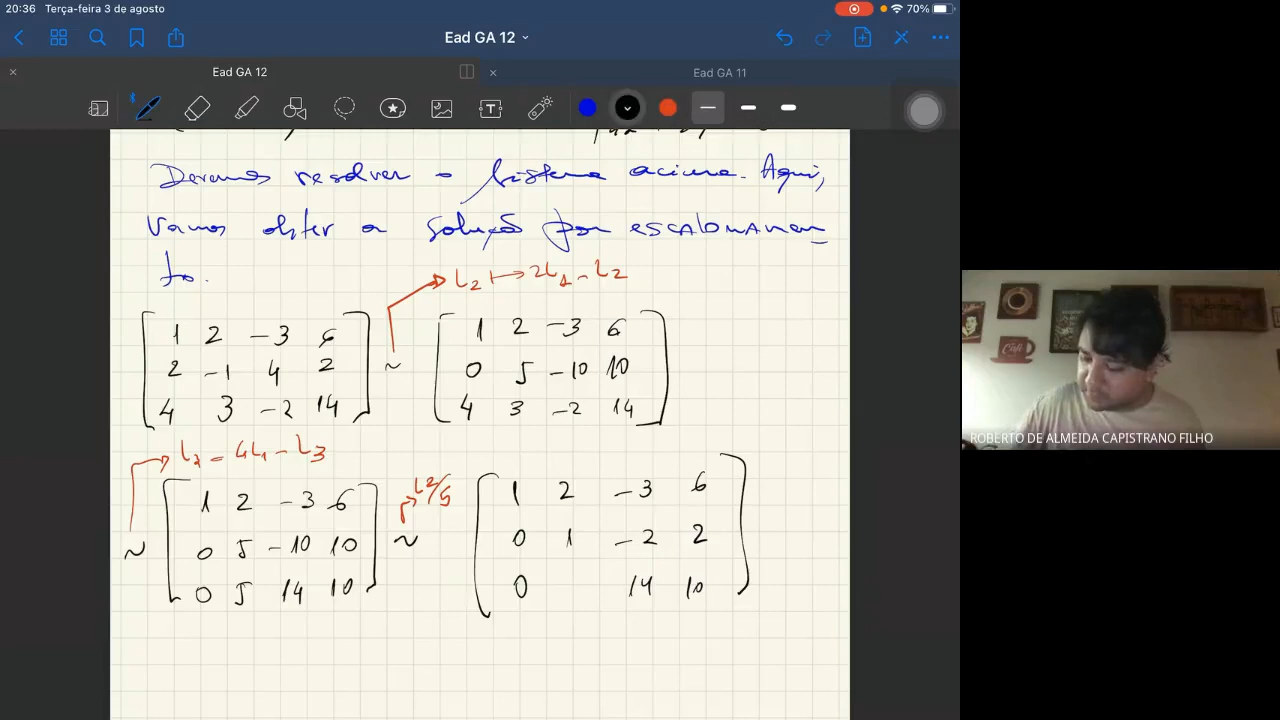 20:36 Terça-feira 3 de agosto
70%
Ead GA 12
Ead GA 12
Ead GA 11
Devemos resolver o sistema acima. Aqui,
vamos obter a solução por escalonamen
to.
L2 ↦ 2L1 - L2
1 2 -3 6
2 -1 4 2
4 3 -2 14
~
1 2 -3 6
0 5 -10 10
4 3 -2 14
= 4L1 - L3
~
1 2 -3 6
0 5 -10 10
0 5 14 10
L2/5
~
1 2 -3 6
0 1 -2 2
0 14 10
Café
ROBERTO DE ALMEIDA CAPISTRANO FILHO